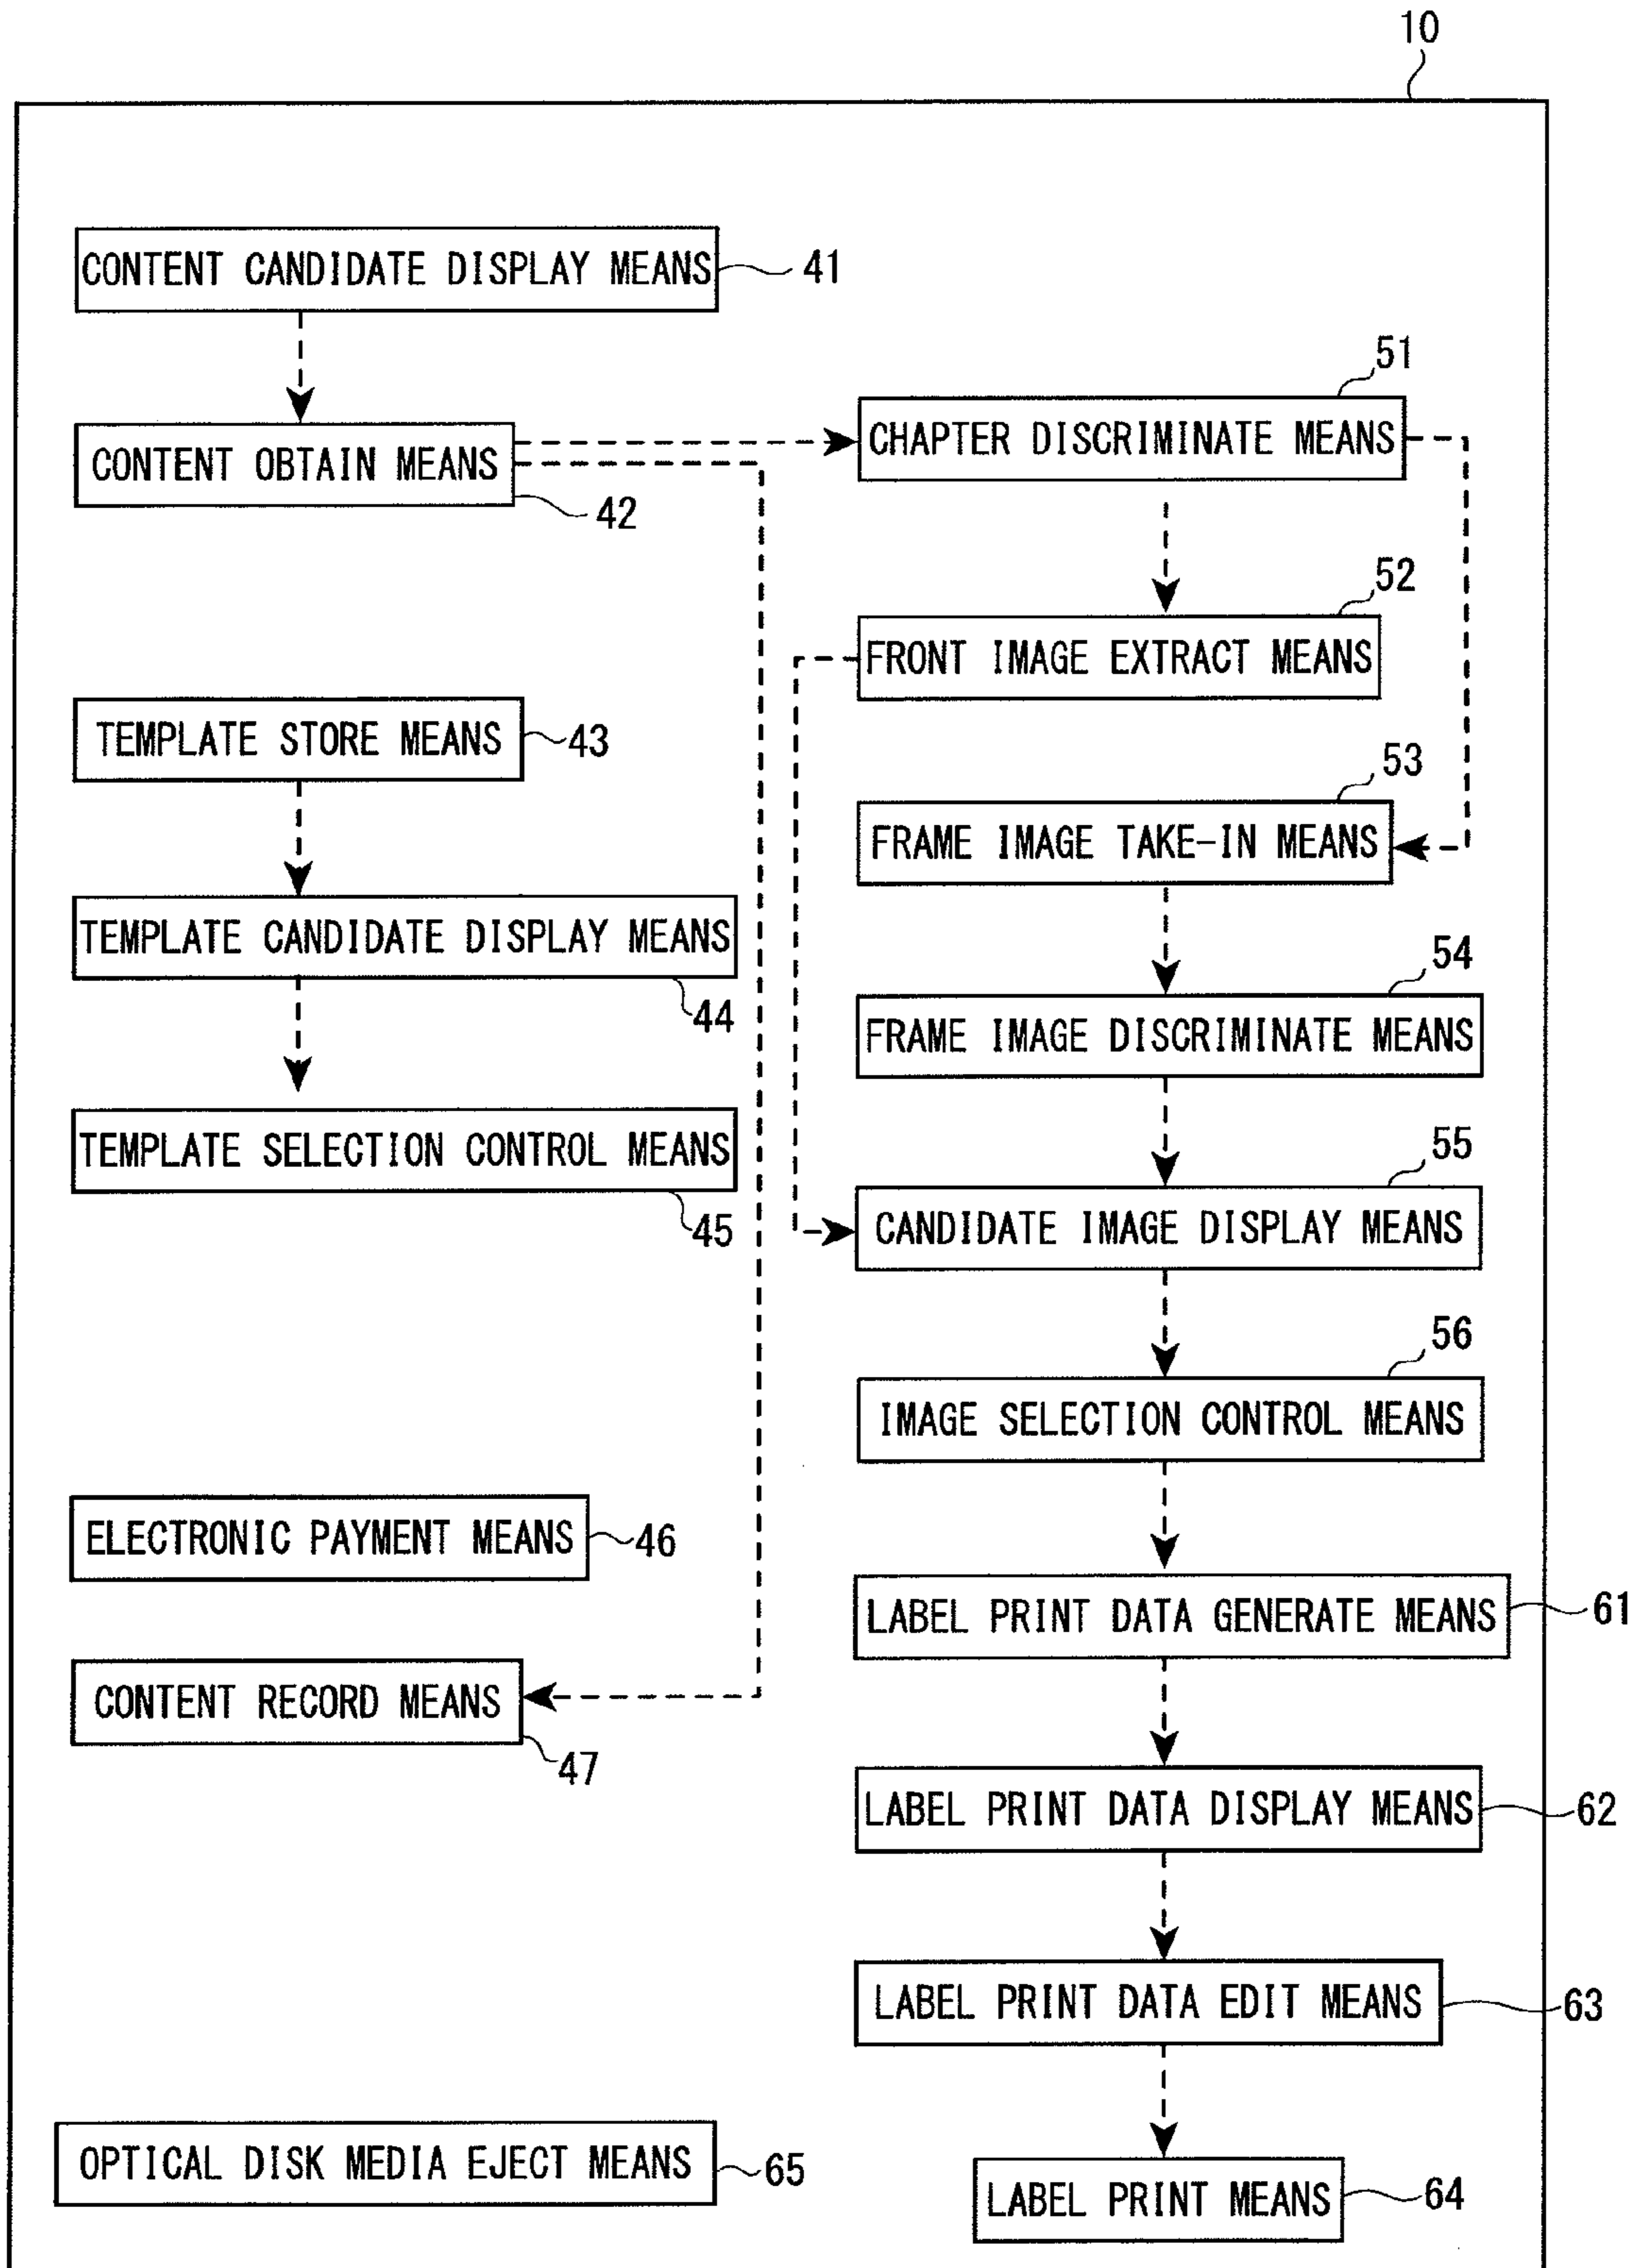 10
CONTENT CANDIDATE DISPLAY MEANS
41
CONTENT OBTAIN MEANS
42
TEMPLATE STORE MEANS
43
TEMPLATE CANDIDATE DISPLAY MEANS
44
TEMPLATE SELECTION CONTROL MEANS
45
ELECTRONIC PAYMENT MEANS
46
CONTENT RECORD MEANS
47
OPTICAL DISK MEDIA EJECT MEANS
65
51
CHAPTER DISCRIMINATE MEANS
52
FRONT IMAGE EXTRACT MEANS
53
FRAME IMAGE TAKE-IN MEANS
54
FRAME IMAGE DISCRIMINATE MEANS
55
CANDIDATE IMAGE DISPLAY MEANS
56
IMAGE SELECTION CONTROL MEANS
LABEL PRINT DATA GENERATE MEANS
61
LABEL PRINT DATA DISPLAY MEANS
62
LABEL PRINT DATA EDIT MEANS
63
LABEL PRINT MEANS
64